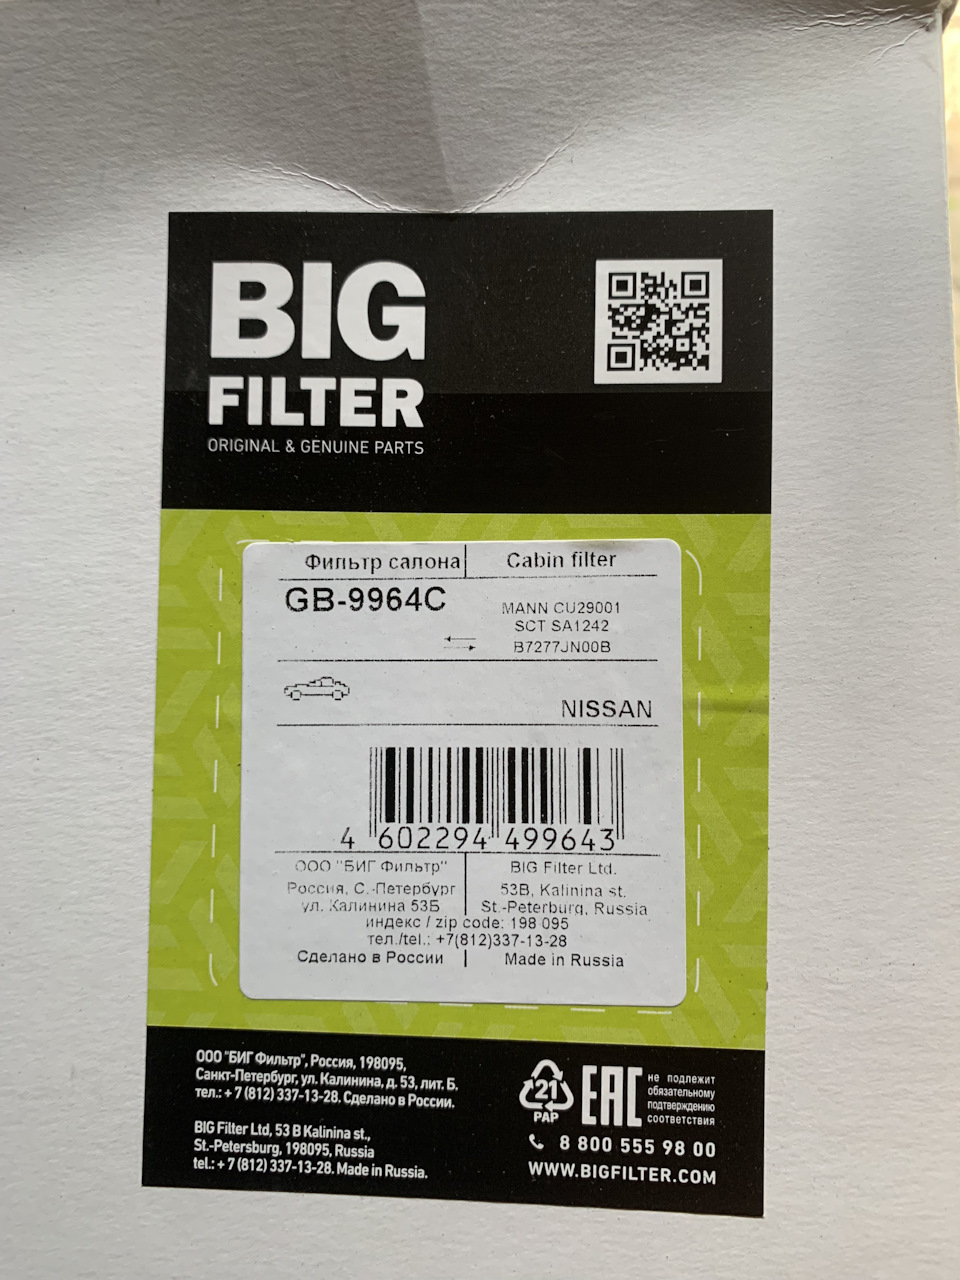 BIG
FILTER
ORIGINAL & GENUINE PARTS
Фильтр салона
Cabin filter
GB-9964C
MANN CU29001
SCT SA1242
B7277JN00B
NISSAN
4 602294 499643
ООО "БИГ Фильтр"
Россия, С.-Петербург
ул. Калинина 53Б
BIG Filter Ltd.
53B, Kalinina st.
St.-Peterburg, Russia
индекс / zip code: 198 095
тел./tel.: +7(812)337-13-28
Сделано в России
Made in Russia
ООО "БИГ Фильтр", Россия, 198095,
Санкт-Петербург, ул. Калинина, д. 53, лит. Б.
тел.: + 7 (812) 337-13-28. Сделано в России.
BIG Filter Ltd, 53 B Kalinina st.,
St.-Petersburg, 198095, Russia
tel.: + 7 (812) 337-13-28. Made in Russia.
21
PAP
EAC
не подлежит
обязательному
подтверждению
соответствия
8 800 555 98 00
WWW.BIGFILTER.COM